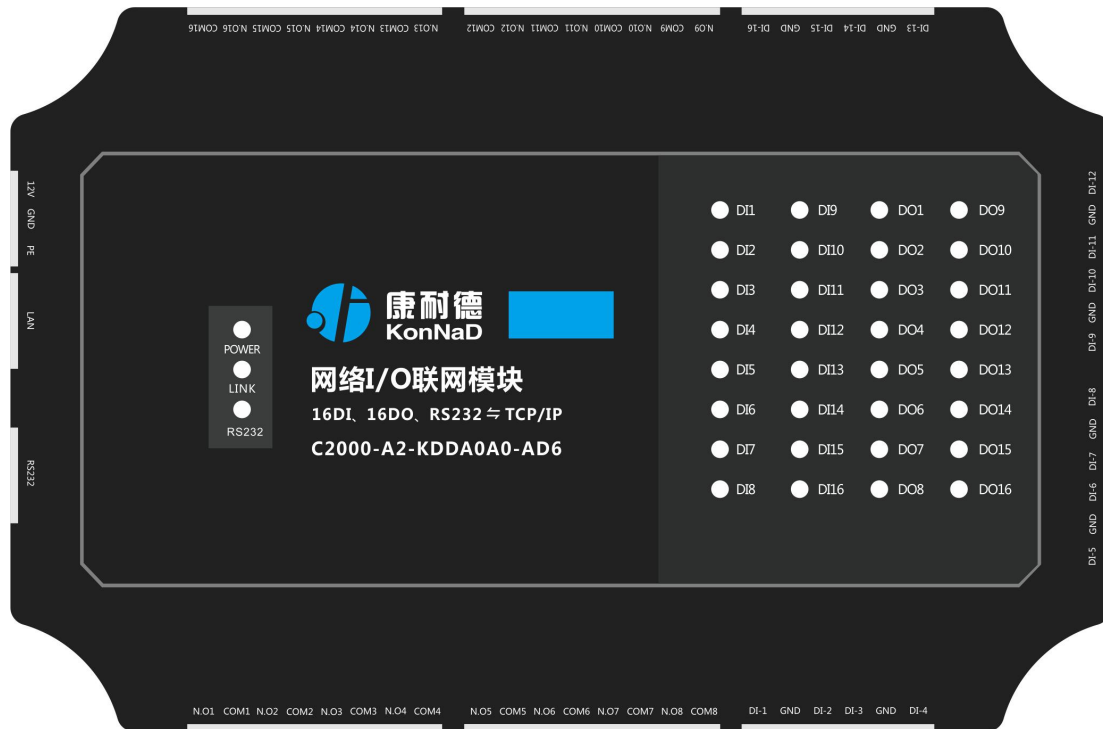 COM16 N.O16 COM15 N.O15 COM14 N.O14 COM13 N.O13
COM12 N.O12 COM11 N.O11 COM10 N.O10 COM9 N.O9
DI-16 GND DI-15 DI-14 GND DI-13
12V GND PE
LAN
RS232
POWER
LINK
RS232
康耐德
KonNaD
网络I/O联网模块
16DI、16DO、RS232 ⇋ TCP/IP
C2000-A2-KDDA0A0-AD6
DI1 DI9 DO1 DO9
DI2 DI10 DO2 DO10
DI3 DI11 DO3 DO11
DI4 DI12 DO4 DO12
DI5 DI13 DO5 DO13
DI6 DI14 DO6 DO14
DI7 DI15 DO7 DO15
DI8 DI16 DO8 DO16
DI-12 GND DI-11 DI-10 GND DI-9
DI-8 GND DI-7 DI-6 GND DI-5
N.O1 COM1 N.O2 COM2 N.O3 COM3 N.O4 COM4
N.O5 COM5 N.O6 COM6 N.O7 COM7 N.O8 COM8
DI-1 GND DI-2 DI-3 GND DI-4